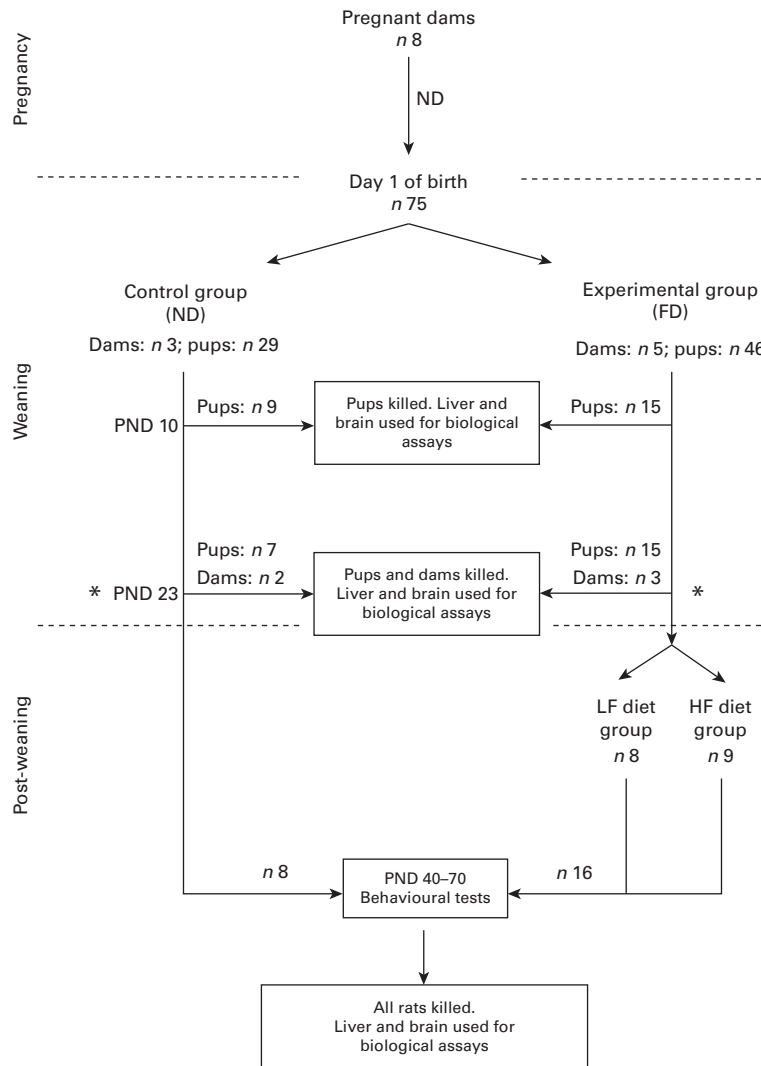 Pregnancy
Pregnant dams
n 8
ND
Day 1 of birth
n 75
Weaning
Control group
(ND)
Dams: n 3; pups: n 29
Experimental group
(FD)
Dams: n 5; pups: n 46
PND 10
Pups: n 9
Pups killed. Liver and
brain used for biological
assays
Pups: n 15
* PND 23
Pups: n 7
Dams: n 2
Pups and dams killed.
Liver and brain used for
biological assays
Pups: n 15
Dams: n 3
*
Post-weaning
LF diet
group
n 8
HF diet
group
n 9
n 8
PND 40–70
Behavioural tests
n 16
All rats killed.
Liver and brain used for
biological assays